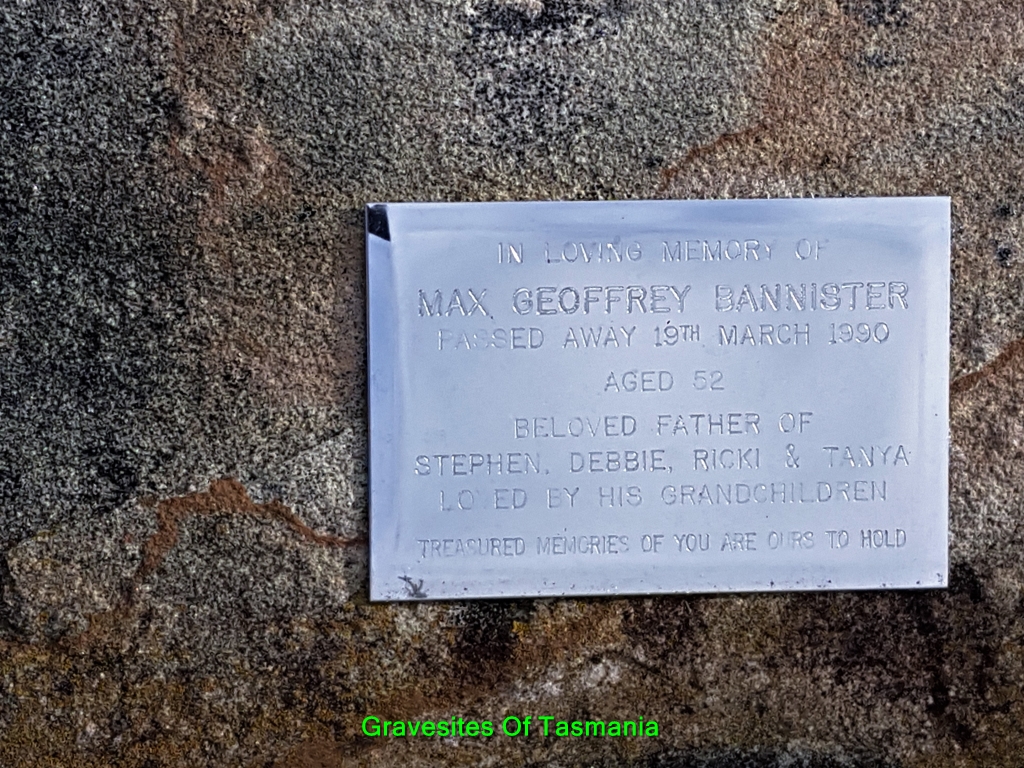 IN LOVING MEMORY OF
MAX GEOFFREY BANNISTER
PASSED AWAY 19TH MARCH 1990
AGED 52
BELOVED FATHER OF
STEPHEN, DEBBIE, RICKI & TANYA
LOVED BY HIS GRANDCHILDREN
TREASURED MEMORIES OF YOU ARE OURS TO HOLD
Gravesites Of Tasmania